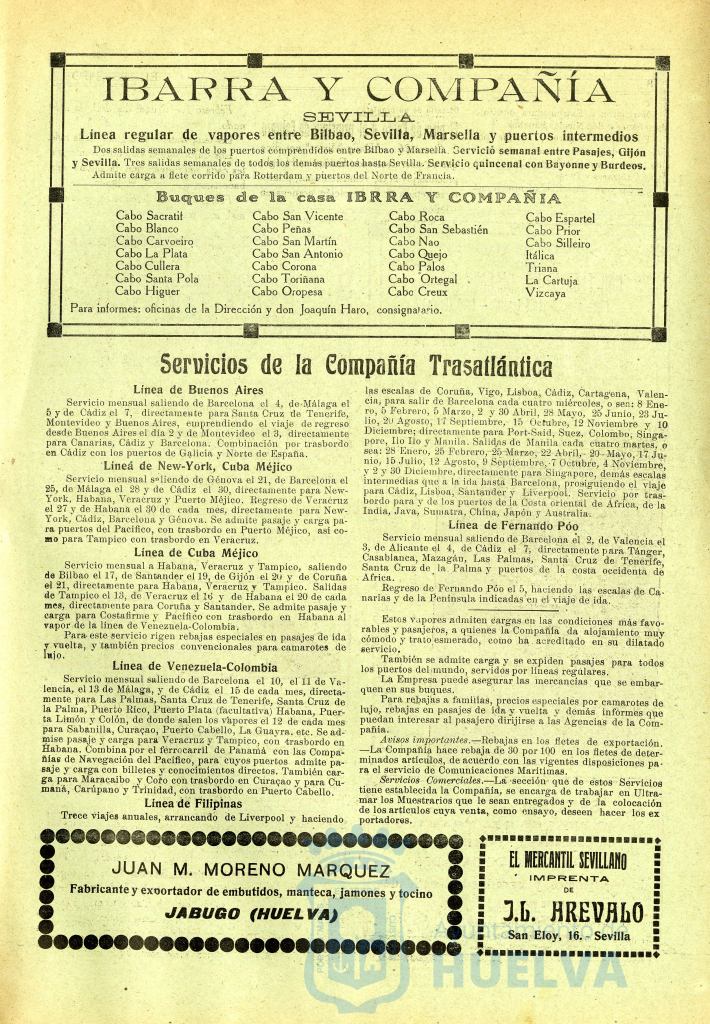 IBARRA Y COMPAÑÍA
SEVILLA
Línea regular de vapores entre Bilbao, Sevilla, Marsella y puertos intermedios
Dos salidas semanales de los puertos comprendidos entre Bilbao y Marsella. Servició semanal entre Pasajes, Gijón
y Sevilla. Tres salidas semanales de todos los demás puertos hasta Sevilla. Servicio quincenal con Bayonne y Burdeos.
Admite carga a flete corrido para Rotterdam y puertos del Norte de Francia.
Buques de la casa IBRRA Y COMPAÑIA
Cabo Sacratif
Cabo Blanco
Cabo Carvoeiro
Cabo La Plata
Cabo Cullera
Cabo Santa Pola
Cabo Higuer
Cabo San Vicente
Cabo Peñas
Cabo San Martín
Cabo San Antonio
Cabo Corona
Cabo Toriñana
Cabo Oropesa
Cabo Roca
Cabo San Sebastién
Cabo Nao
Cabo Quejo
Cabo Palos
Cabo Ortegal
Cabo Creux
Cabo Espartel
Cabo Prior
Cabo Silleiro
Itálica
Triana
La Cartuja
Vizcaya
Para informes: oficinas de la Dirección y don Joaquín Haro, consignatario.
Servicios de la Compañía Trasatlántica
Línea de Buenos Aires
Servicio mensual saliendo de Barcelona el 4, de Málaga el
5 y de Cádiz el 7, directamente para Santa Cruz de Tenerife,
Montevideo y Buenos Aires, emprendiendo el viaje de regreso
desde Buenos Aires el día 2 y de Montevideo el 3, directamente
para Canarias, Cádiz y Barcelona. Combinación por trasbordo
en Cádiz con los puertos de Galicia y Norte de España.
Línea de New-York, Cuba Méjico
Servicio mensual saliendo de Génova el 21, de Barcelona el
25, de Málaga el 28 y de Cádiz el 30, directamente para New-
York, Habana, Veracruz y Puerto Méjico. Regreso de Veracruz
el 27 y de Habana el 30 de cada mes, directamente para New-
York, Cádiz, Barcelona y Génova. Se admite pasaje y carga pa-
ra puertos del Pacífico, con trasbordo en Puerto Méjico, así co-
mo para Tampico con trasbordo en Veracruz.
Línea de Cuba Méjico
Servicio mensual a Habana, Veracruz y Tampico, saliendo
de Bilbao el 17, de Santander el 19, de Gijón el 20 y de Coruña
el 21, directamente para Habana, Veracruz y Tampico. Salidas
de Tampico el 13, de Veracruz el 16 y de Habana el 20 de cada
mes, directamente para Coruña y Santander. Se admite pasaje y
carga para Costafirme y Pacífico con trasbordo en Habana al
vapor de la línea de Venezuela-Colombia.
Para este servicio rigen rebajas especiales en pasajes de ida
y vuelta, y también precios convencionales para camarotes de
lujo.
Línea de Venezuela-Colombia
Servicio mensual saliendo de Barcelona el 10, el 11 de Va-
lencia, el 13 de Málaga, y de Cádiz el 15 de cada mes, directa-
mente para Las Palmas, Santa Cruz de Tenerife, Santa Cruz de
la Palma, Puerto Rico, Puerto Plata (facultativa) Habana, Puer-
ta Limón y Colón, de donde salen los vapores el 12 de cada mes
para Sabanilla, Curaçao, Puerto Cabello, La Guayra, etc. Se ad-
mise pasaje y carga para Veracruz y Tampico, con trasbordo en
Habana. Combina por el ferrocarril de Panamá con las Compa-
ñías de Navegación del Pacífico, para cuyos puertos admite pa-
saje y carga con billetes y conocimientos directos. También car-
ga para Maracaibo y Coro con trasbordo en Curaçao y para Cu-
maná, Carúpano y Trinidad, con trasbordo en Puerto Cabello.
Línea de Filipinas
Trece viajes anuales, arrancando de Liverpool y haciendo
las escalas de Coruña, Vigo, Lisboa, Cádiz, Cartagena, Valen-
cia, para salir de Barcelona cada cuatro miércoles, o sea: 8 Ene-
ro, 5 Febrero, 5 Marzo, 2 y 30 Abril, 28 Mayo, 25 Junio, 23 Ju-
lio, 20 Agosto, 17 Septiembre, 15 Octubre, 12 Noviembre y 10
Diciembre; directamente para Port-Said, Suez, Colombo, Singa-
pore, Ilo Ilo y Manila. Salidas de Manila cada cuatro martes, o
sea: 28 Enero, 25 Febrero, 25 Marzo, 22 Abril, 20 Mayo, 17 Ju-
nio, 15 Julio, 12 Agosto, 9 Septiembre, 7 Octubre, 4 Noviembre,
y 2 y 30 Diciembre, directamente para Singapore, demás escalas
intermedias que a la ida hasta Barcelona, prosiguiendo el viaje
para Cádiz, Lisboa, Santander y Liverpool. Servicio por tras-
bordo para y de los puertos de la Costa oriental de Africa, de la
India, Java, Sumatra, China, Japón y Australia.
Línea de Fernando Póo
Servicio mensual saliendo de Barcelona el 2, de Valencia el
3, de Alicante el 4, de Cádiz el 7, directamente para Tánger,
Casablanca, Mazagán, Las Palmas, Santa Cruz de Tenerife,
Santa Cruz de la Palma y puertos de la costa occidenta de
Africa.
Regreso de Fernando Póo el 5, haciendo las escalas de Ca-
narias y de la Península indicadas en el viaje de ida.
Estos vapores admiten cargas en las condiciones más favo-
rables y pasajeros, a quienes la Compañía da alojamiento muy
cómodo y trato esmerado, como ha acreditado en su dilatado
servicio.
También se admite carga y se expiden pasajes para todos
los puertos del mundo, servidos por líneas regulares.
La Empresa puede asegurar las mercancias que se embar-
quen en sus buques.
Para rebajas a familias, precios especiales por camarotes de
lujo, rebajas en pasajes de ida y vuelta y demás informes que
puedan interesar al pasajero dirigirse a las Agencias de la Com-
pañía.
Avisos importantes.—Rebajas en los fletes de exportación.
—La Compañía hace rebaja de 30 por 100 en los fletes de deter-
minados artículos, de acuerdo con las vigentes disposiciones pa-
ra el servicio de Comunicaciones Marítimas.
Servicios Comerciales.—La sección que de estos Servicios
tiene establecida la Compañía, se encarga de trabajar en Ultra-
mar los Muestrarios que le sean entregados y de la colocación
de los artículos cuya venta, como ensayo, deseen hacer los ex
portadores.
JUAN M. MORENO MARQUEZ
Fabricante y exportador de embutidos, manteca, jamones y tocino
JABUGO (HUELVA)
EL MERCANTIL SEVILLANO
IMPRENTA
DE
J.L. AREVALO
San Eloy, 16. - Sevilla
HUELVA